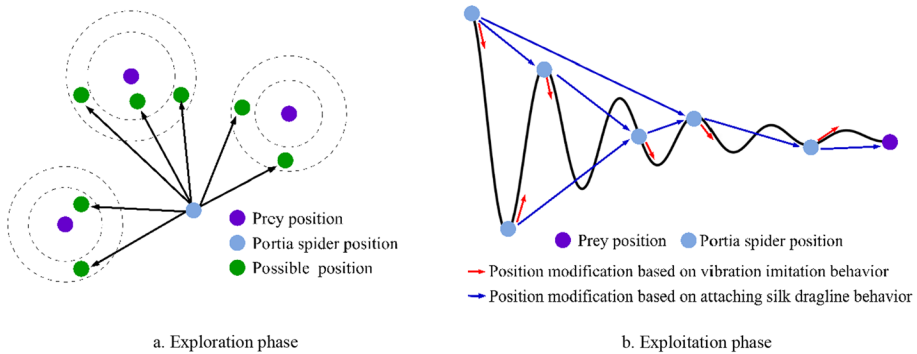 Prey position
Portia spider position
Possible position
a. Exploration phase
Prey position
Portia spider position
Position modification based on vibration imitation behavior
Position modification based on attaching silk dragline behavior
b. Exploitation phase